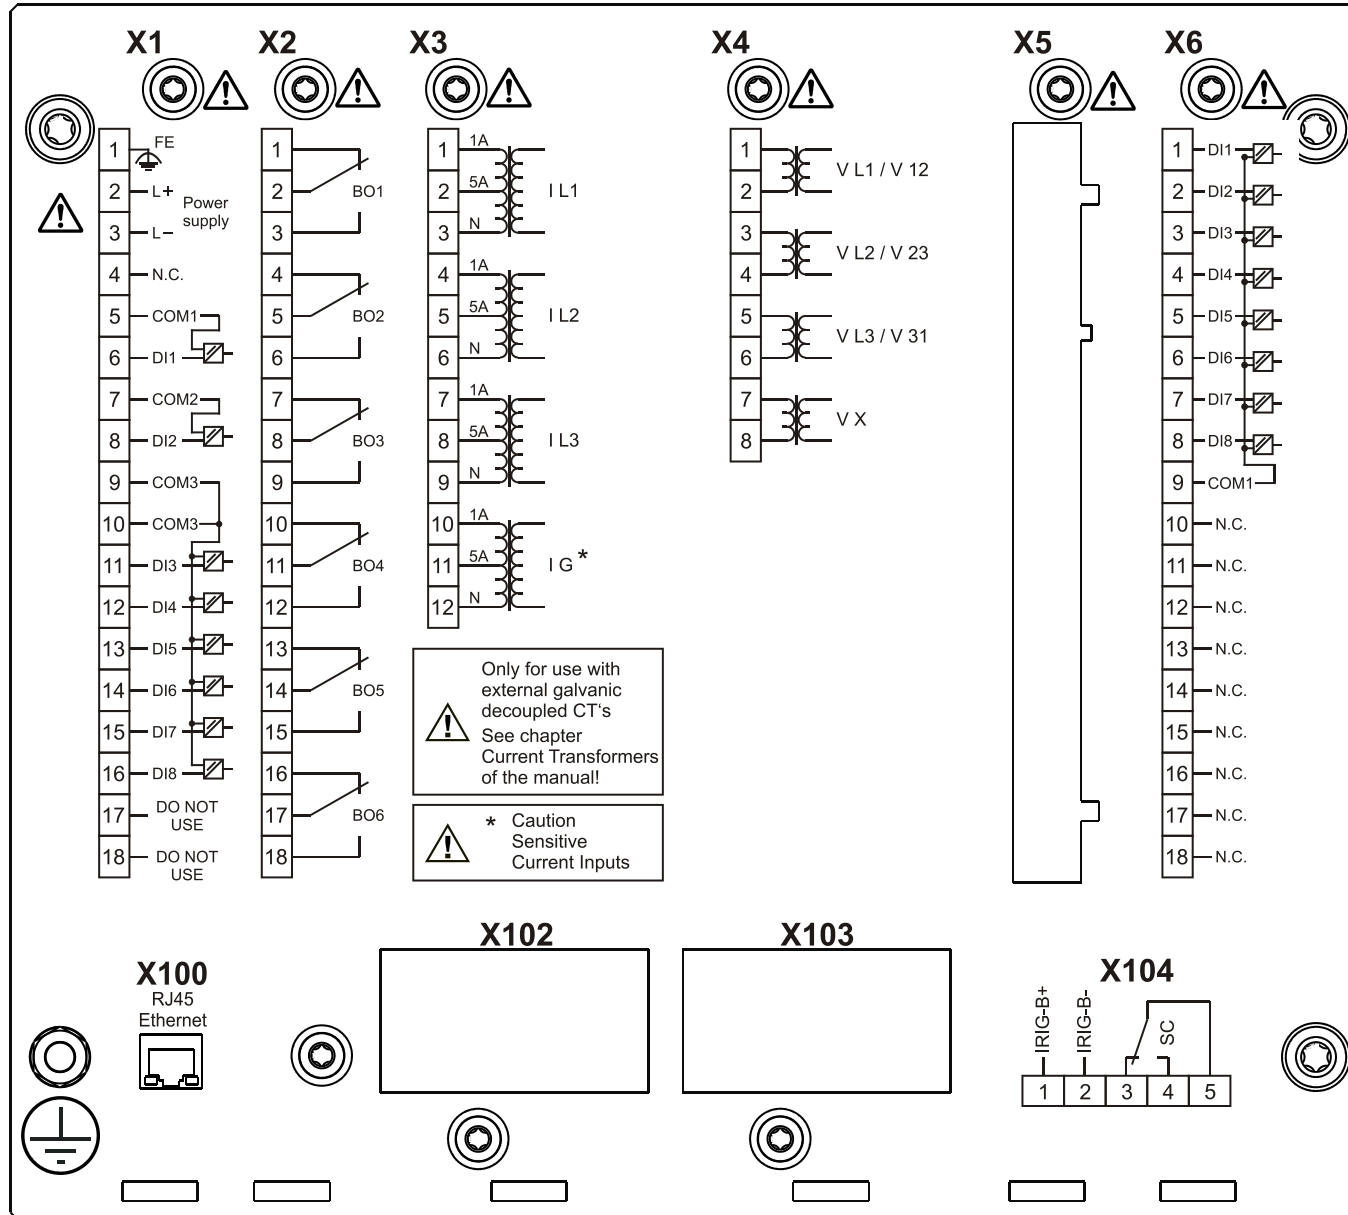 X1
X2
X3
X4
X5
X6
1 FE
2 L+
Power
supply
3 L−
4 N.C.
5 COM1
6 DI1
7 COM2
8 DI2
9 COM3
10 COM3
11 DI3
12 DI4
13 DI5
14 DI6
15 DI7
16 DI8
17 DO NOT
USE
18 DO NOT
USE
1
2 BO1
3
4
5 BO2
6
7
8 BO3
9
10
11 BO4
12
13
14 BO5
15
16
17 BO6
18
1 1A
2 5A I L1
3 N
4 1A
5 5A I L2
6 N
7 1A
8 5A I L3
9 N
10 1A
11 5A I G *
12 N
Only for use with
external galvanic
decoupled CT's
See chapter
Current Transformers
of the manual!
* Caution
Sensitive
Current Inputs
1
V L1 / V 12
2
3
V L2 / V 23
4
5
V L3 / V 31
6
7
V X
8
1 DI1
2 DI2
3 DI3
4 DI4
5 DI5
6 DI6
7 DI7
8 DI8
9 COM1
10 N.C.
11 N.C.
12 N.C.
13 N.C.
14 N.C.
15 N.C.
16 N.C.
17 N.C.
18 N.C.
X100
RJ45
Ethernet
X102
X103
X104
IRIG-B+
IRIG-B-
SC
1 2 3 4 5